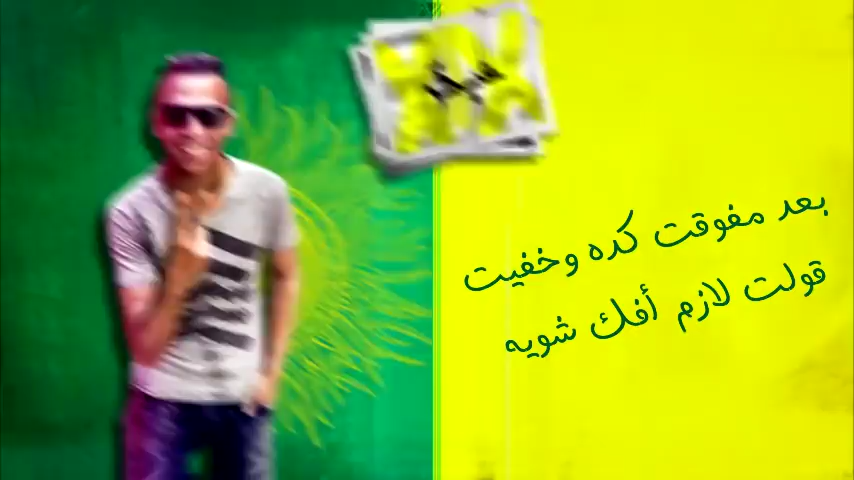 بعد مفوقت كده وخفيت
قولت لازم أفك شويه